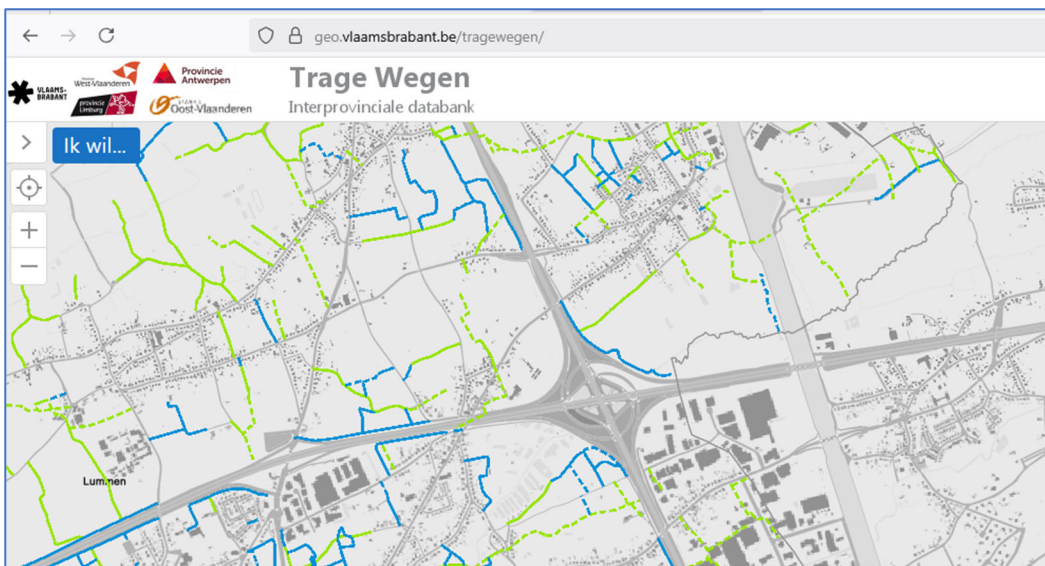 geo.vlaamsbrabant.be/tragewegen/
VLAAMS-
BRABANT
West-Vlaanderen
provincie
Limburg
Provincie
Antwerpen
Oost-Vlaanderen
Trage Wegen
Interprovinciale databank
Ik wil...
Lummen